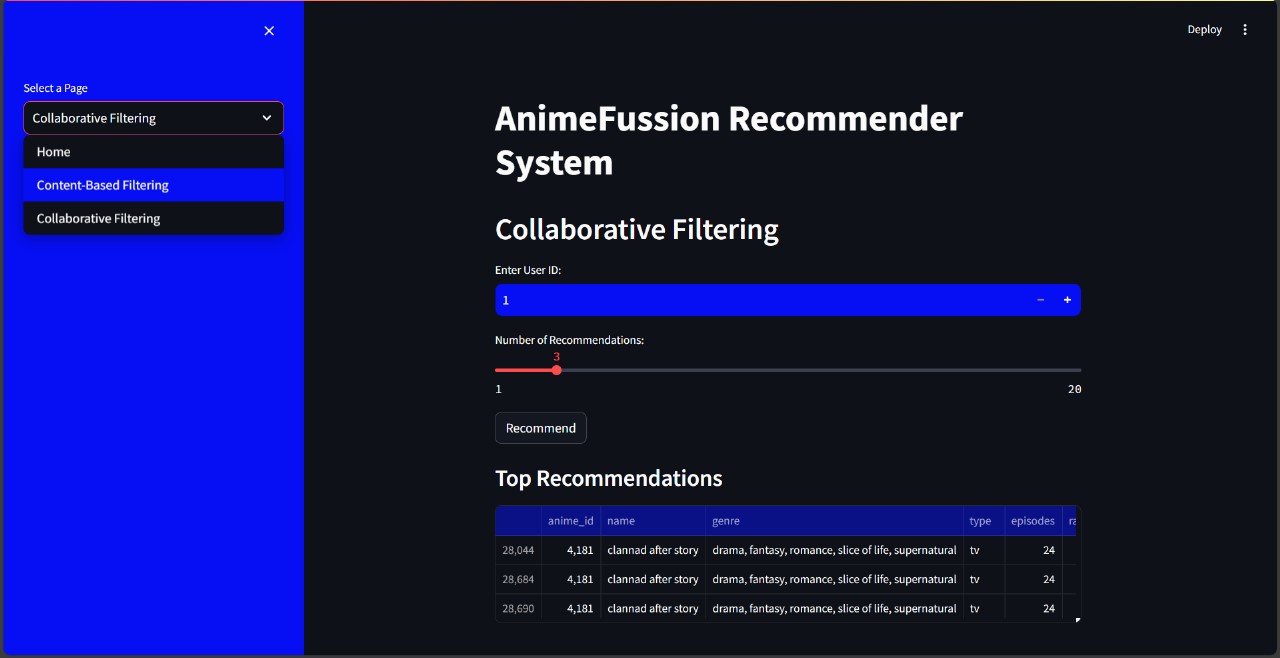 Deploy
Select a Page
Collaborative Filtering
Home
Content-Based Filtering
Collaborative Filtering
AnimeFussion Recommender
System
Collaborative Filtering
Enter User ID:
1
Number of Recommendations:
3
1 20
Recommend
Top Recommendations
anime_id name genre type episodes
28,044 4,181 clannad after story drama, fantasy, romance, slice of life, supernatural tv 24
28,684 4,181 clannad after story drama, fantasy, romance, slice of life, supernatural tv 24
28,690 4,181 clannad after story drama, fantasy, romance, slice of life, supernatural tv 24